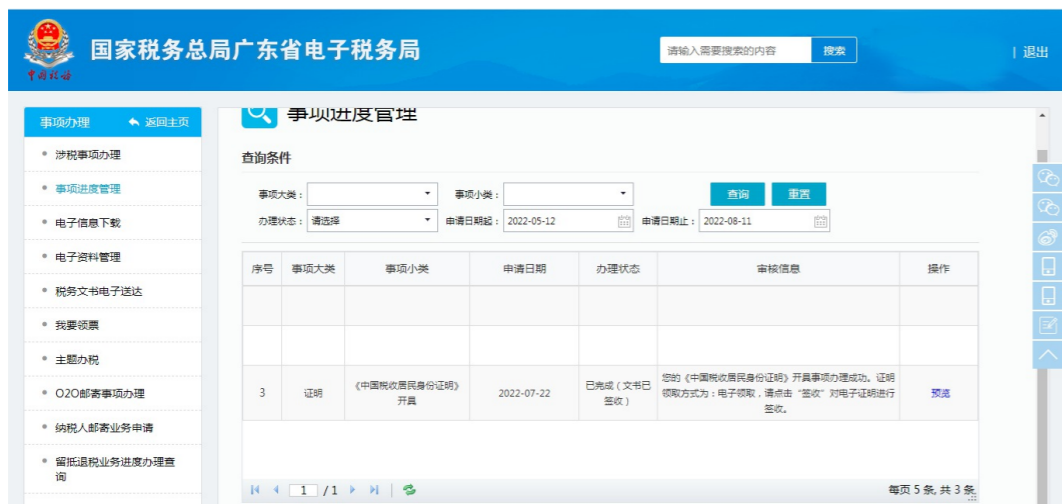 国家税务总局广东省电子税务局
中国税务
请输入需要搜索的内容
搜索
| 退出
事项办理
返回主页
涉税事项办理
事项进度管理
电子信息下载
电子资料管理
税务文书电子送达
我要领票
主题办税
O2O邮寄事项办理
纳税人邮寄业务申请
留抵退税业务进度办理查
询
事项进度管理
查询条件
事项大类：
事项小类：
查询
重置
办理状态： 请选择
申请日期起： 2022-05-12
申请日期止： 2022-08-11
序号 事项大类 事项小类 申请日期 办理状态 审核信息 操作
3 证明 《中国税收居民身份证明》
开具
2022-07-22
已完成（文书已
签收）
您的《中国税收居民身份证明》开具事项办理成功。证明
领取方式为：电子领取，请点击“签收”对电子证明进行
签收。
预览
1 /1
每页 5 条, 共 3 条